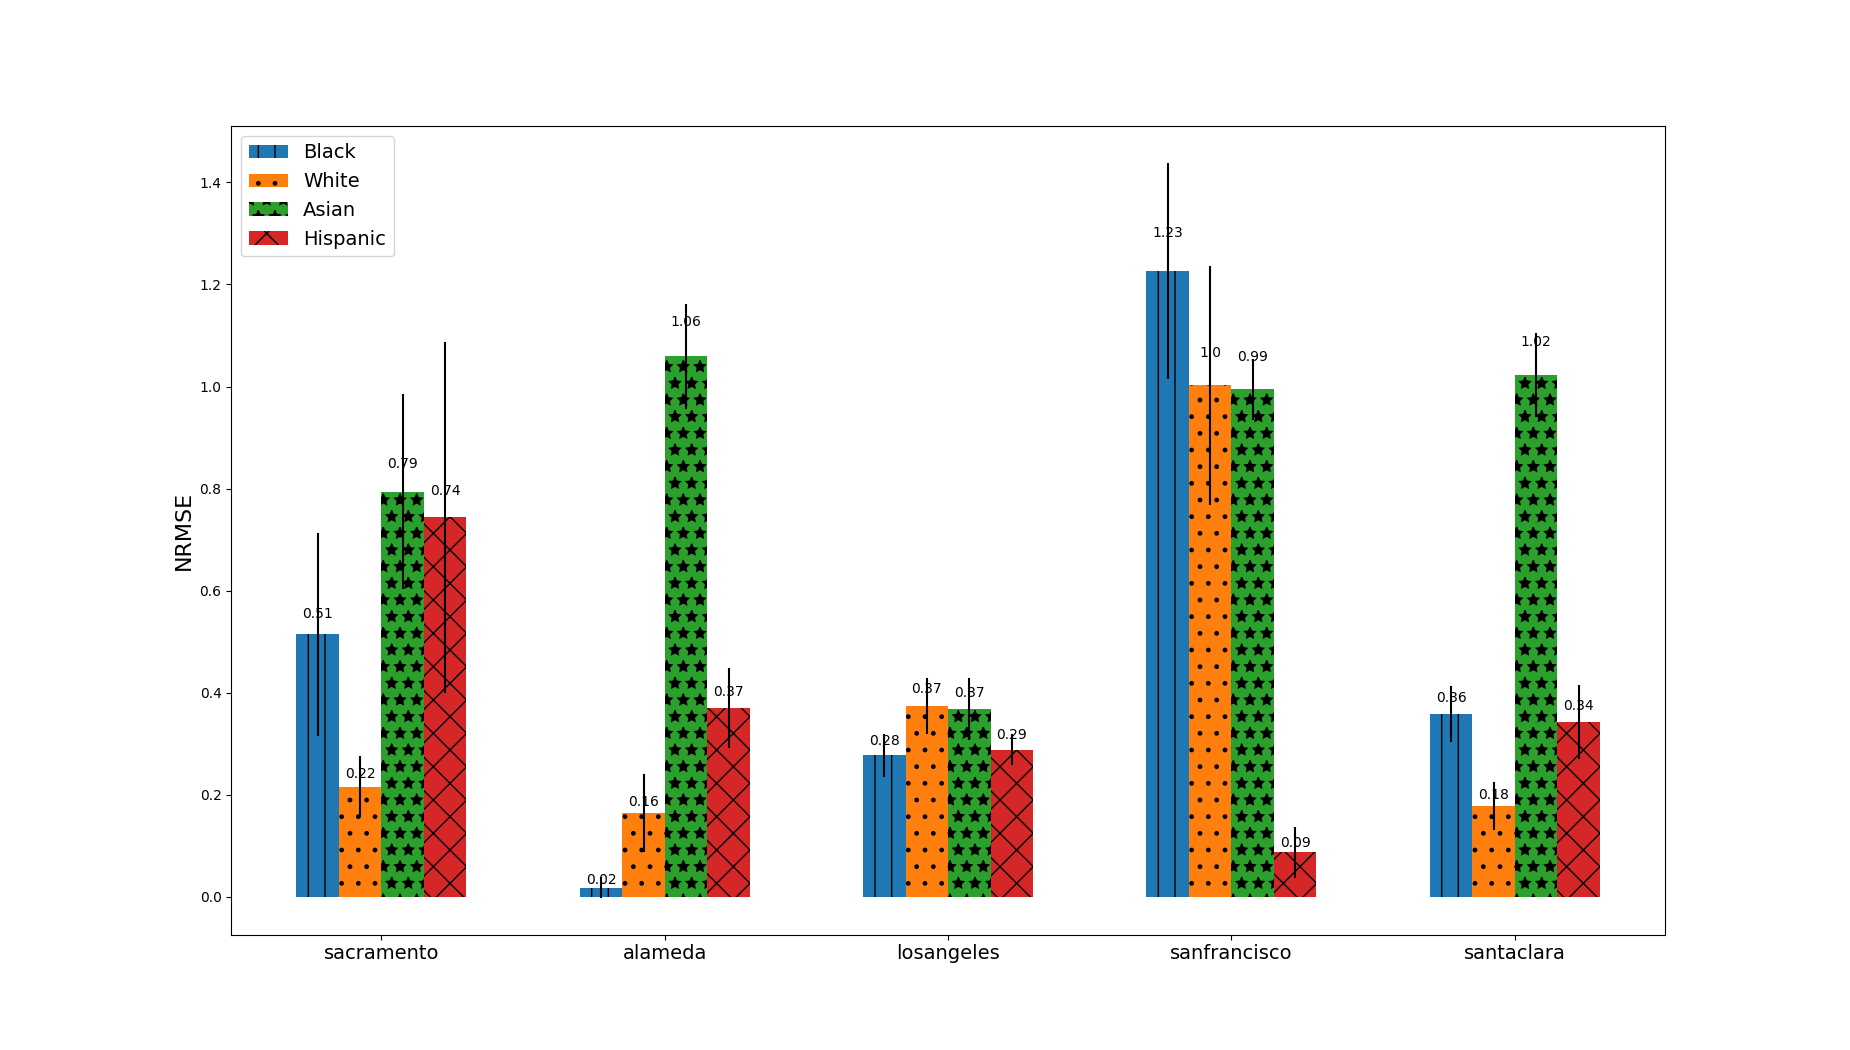 Black
White
Asian
Hispanic
NRMSE
1.4
1.2
1.0
0.8
0.6
0.4
0.2
0.0
0.51
0.22
0.79
0.74
0.02
0.16
1.06
0.37
0.28
0.37
0.37
0.29
1.23
1.0
0.99
0.09
0.36
0.18
1.02
0.34
sacramento
alameda
losangeles
sanfrancisco
santaclara